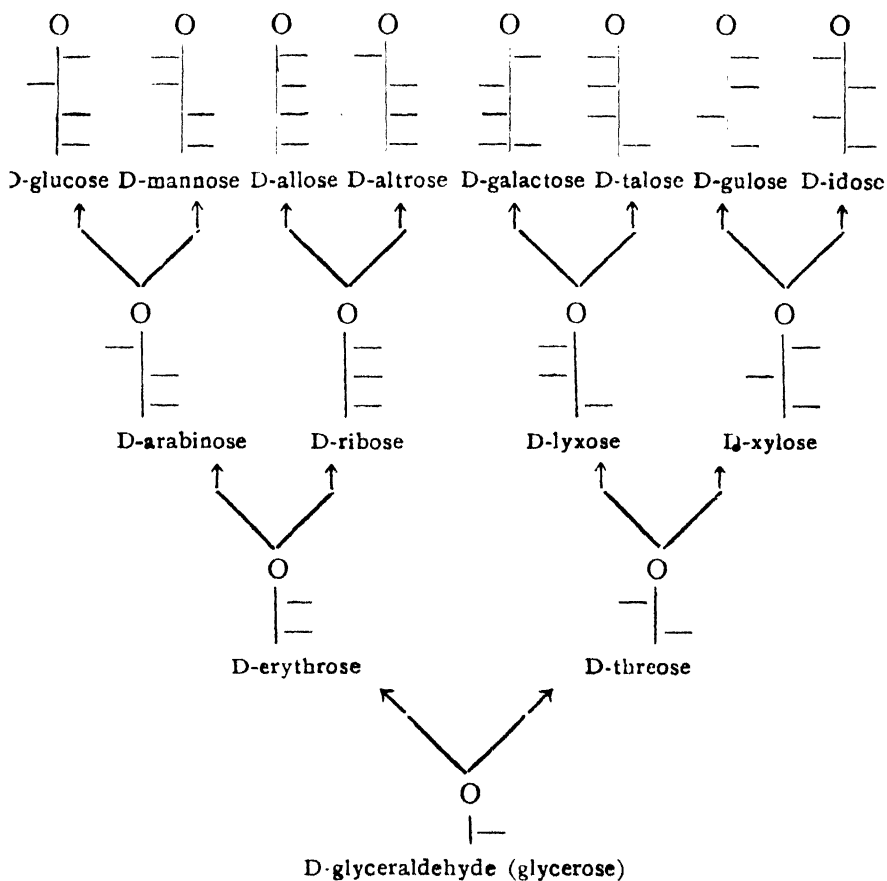 O O O O O O O O
D-glucose D-mannose D-allose D-altrose D-galactose D-talose D-gulose D-idose
O O O O
D-arabinose D-ribose D-lyxose D-xylose
O O
D-erythrose D-threose
O
D-glyceraldehyde (glycerose)